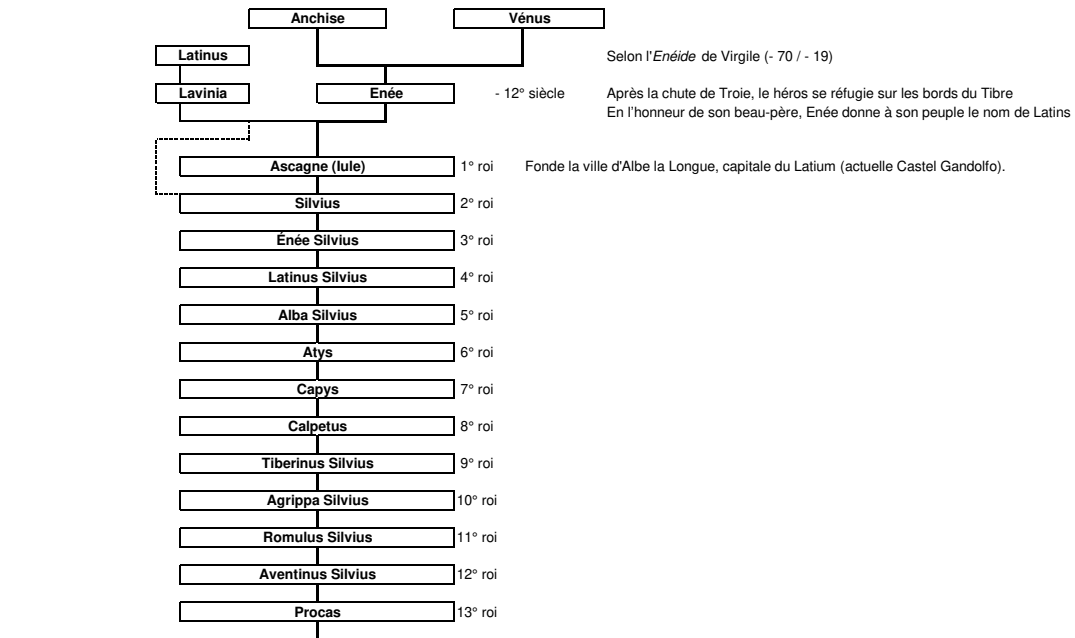 Anchise Vénus
Latinus Selon l'Enéide de Virgile (- 70 / - 19)
Lavinia Enée - 12° siècle Après la chute de Troie, le héros se réfugie sur les bords du Tibre
En l'honneur de son beau-père, Enée donne à son peuple le nom de Latins
Ascagne (Iule) 1° roi Fonde la ville d'Albe la Longue, capitale du Latium (actuelle Castel Gandolfo).
Silvius 2° roi
Énée Silvius 3° roi
Latinus Silvius 4° roi
Alba Silvius 5° roi
Atys 6° roi
Capys 7° roi
Calpetus 8° roi
Tiberinus Silvius 9° roi
Agrippa Silvius 10° roi
Romulus Silvius 11° roi
Aventinus Silvius 12° roi
Procas 13° roi